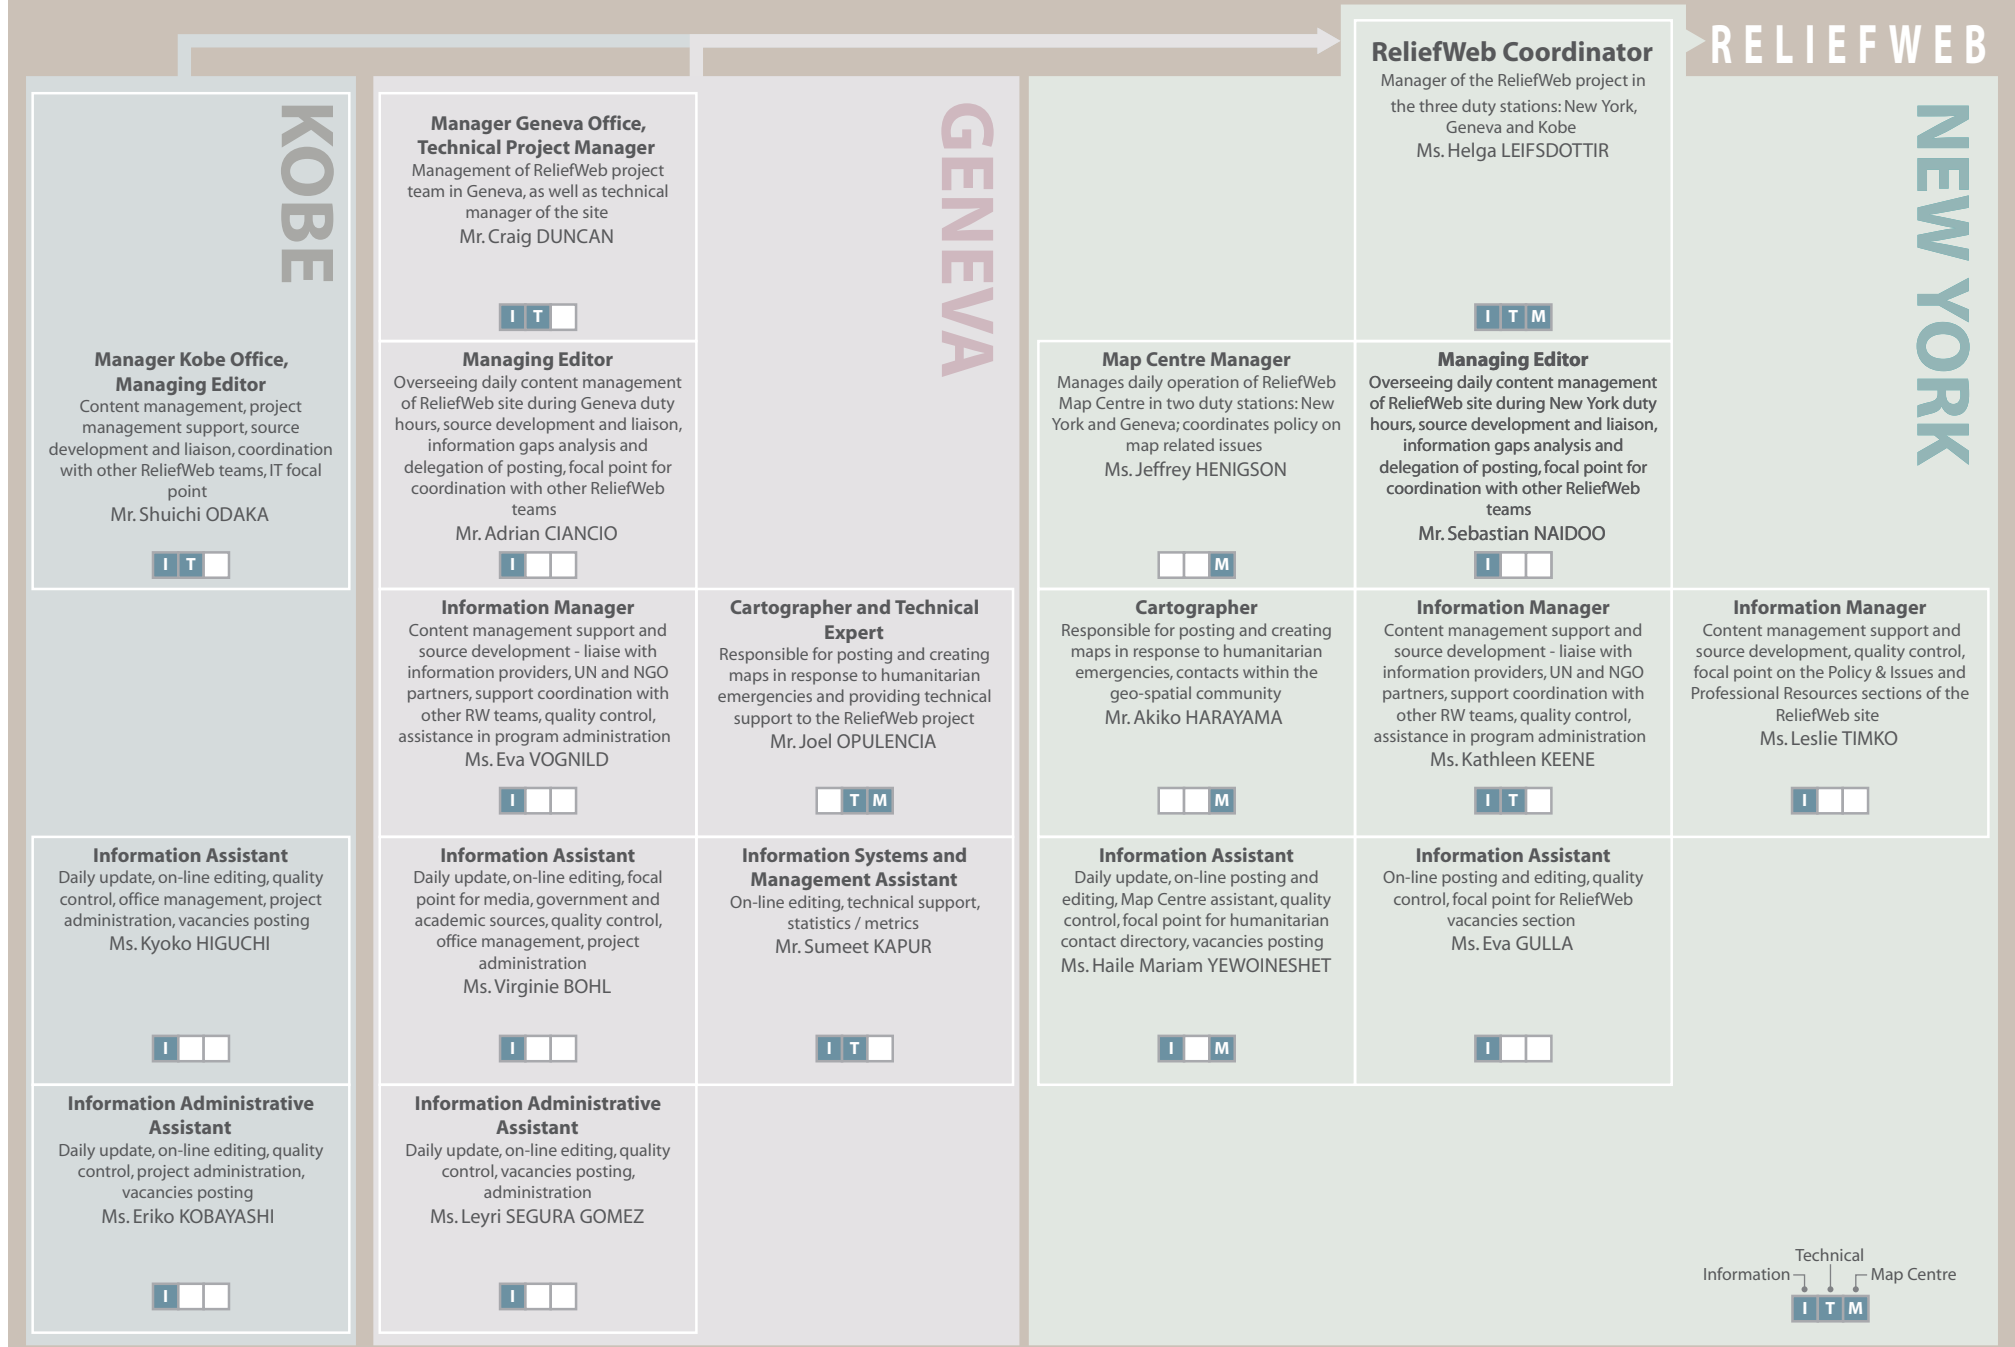 RELIEFWEB
KOBE
Manager Kobe Office,
Managing Editor
Content management, project
management support, source
development and liaison, coordination
with other ReliefWeb teams, IT focal
point
Mr. Shuichi ODAKA
I T
Information Assistant
Daily update, on-line editing, quality
control, office management, project
administration, vacancies posting
Ms. Kyoko HIGUCHI
I
Information Administrative
Assistant
Daily update, on-line editing, quality
control, project administration,
vacancies posting
Ms. Eriko KOBAYASHI
I
GENEVA
Manager Geneva Office,
Technical Project Manager
Management of ReliefWeb project
team in Geneva, as well as technical
manager of the site
Mr. Craig DUNCAN
I T
Managing Editor
Overseeing daily content management
of ReliefWeb site during Geneva duty
hours, source development and liaison,
information gaps analysis and
delegation of posting, focal point for
coordination with other ReliefWeb
teams
Mr. Adrian CIANCIO
I
Information Manager
Content management support and
source development - liaise with
information providers, UN and NGO
partners, support coordination with
other RW teams, quality control,
assistance in program administration
Ms. Eva VOGNILD
I
Cartographer and Technical
Expert
Responsible for posting and creating
maps in response to humanitarian
emergencies and providing technical
support to the ReliefWeb project
Mr. Joel OPULENCIA
T M
Information Assistant
Daily update, on-line editing, focal
point for media, government and
academic sources, quality control,
office management, project
administration
Ms. Virginie BOHL
I
Information Systems and
Management Assistant
On-line editing, technical support,
statistics / metrics
Mr. Sumeet KAPUR
I T
Information Administrative
Assistant
Daily update, on-line editing, quality
control, vacancies posting,
administration
Ms. Leyri SEGURA GOMEZ
I
NEW YORK
ReliefWeb Coordinator
Manager of the ReliefWeb project in
the three duty stations: New York,
Geneva and Kobe
Ms. Helga LEIFSDOTTIR
I T M
Map Centre Manager
Manages daily operation of ReliefWeb
Map Centre in two duty stations: New
York and Geneva; coordinates policy on
map related issues
Ms. Jeffrey HENIGSON
M
Managing Editor
Overseeing daily content management
of ReliefWeb site during New York duty
hours, source development and liaison,
information gaps analysis and
delegation of posting, focal point for
coordination with other ReliefWeb
teams
Mr. Sebastian NAIDOO
I
Cartographer
Responsible for posting and creating
maps in response to humanitarian
emergencies, contacts within the
geo-spatial community
Mr. Akiko HARAYAMA
M
Information Manager
Content management support and
source development - liaise with
information providers, UN and NGO
partners, support coordination with
other RW teams, quality control,
assistance in program administration
Ms. Kathleen KEENE
I T
Information Manager
Content management support and
source development, quality control,
focal point on the Policy & Issues and
Professional Resources sections of the
ReliefWeb site
Ms. Leslie TIMKO
I
Information Assistant
Daily update, on-line posting and
editing, Map Centre assistant, quality
control, focal point for humanitarian
contact directory, vacancies posting
Ms. Haile Mariam YEWOINESHET
I M
Information Assistant
On-line posting and editing, quality
control, focal point for ReliefWeb
vacancies section
Ms. Eva GULLA
I
Technical
Information
Map Centre
I T M